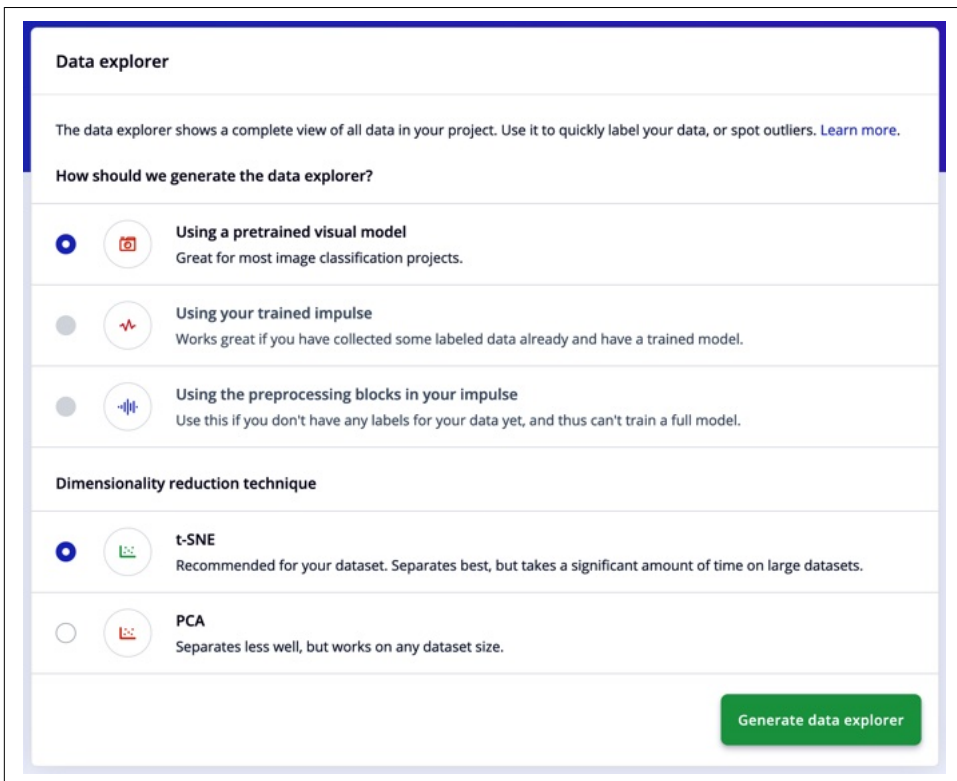 Data explorer
The data explorer shows a complete view of all data in your project. Use it to quickly label your data, or spot outliers. Learn more.
How should we generate the data explorer?
Using a pretrained visual model
Great for most image classification projects.
Using your trained impulse
Works great if you have collected some labeled data already and have a trained model.
Using the preprocessing blocks in your impulse
Use this if you don't have any labels for your data yet, and thus can't train a full model.
Dimensionality reduction technique
t-SNE
Recommended for your dataset. Separates best, but takes a significant amount of time on large datasets.
PCA
Separates less well, but works on any dataset size.
Generate data explorer